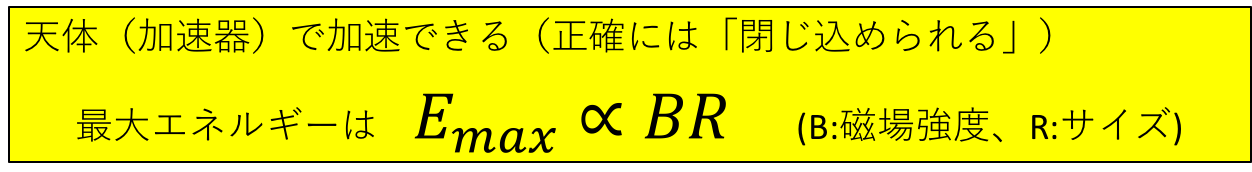 天体（加速器）で加速できる（正確には「閉じ込められる」）
最大エネルギーは E_{max} ∝ BR (B:磁場強度、R:サイズ)